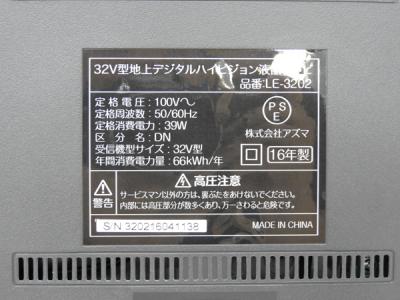 32V型地上デジタルハイビジョン液晶
品番:LE-3202
定格電圧:100V～
定格周波数:50/60Hz
定格消費電力:39W
区分名:DN
受信機型サイズ:32V型
年間消費電力量:66kWh/年
PSE
株式会社アズマ
16年製
警告
高圧注意
サービスマン以外の方は、裏ぶたをあけないでください。
内部には高圧部分が数多くあり、万一さわると危険です。
S/N 320216041138
MADE IN CHINA